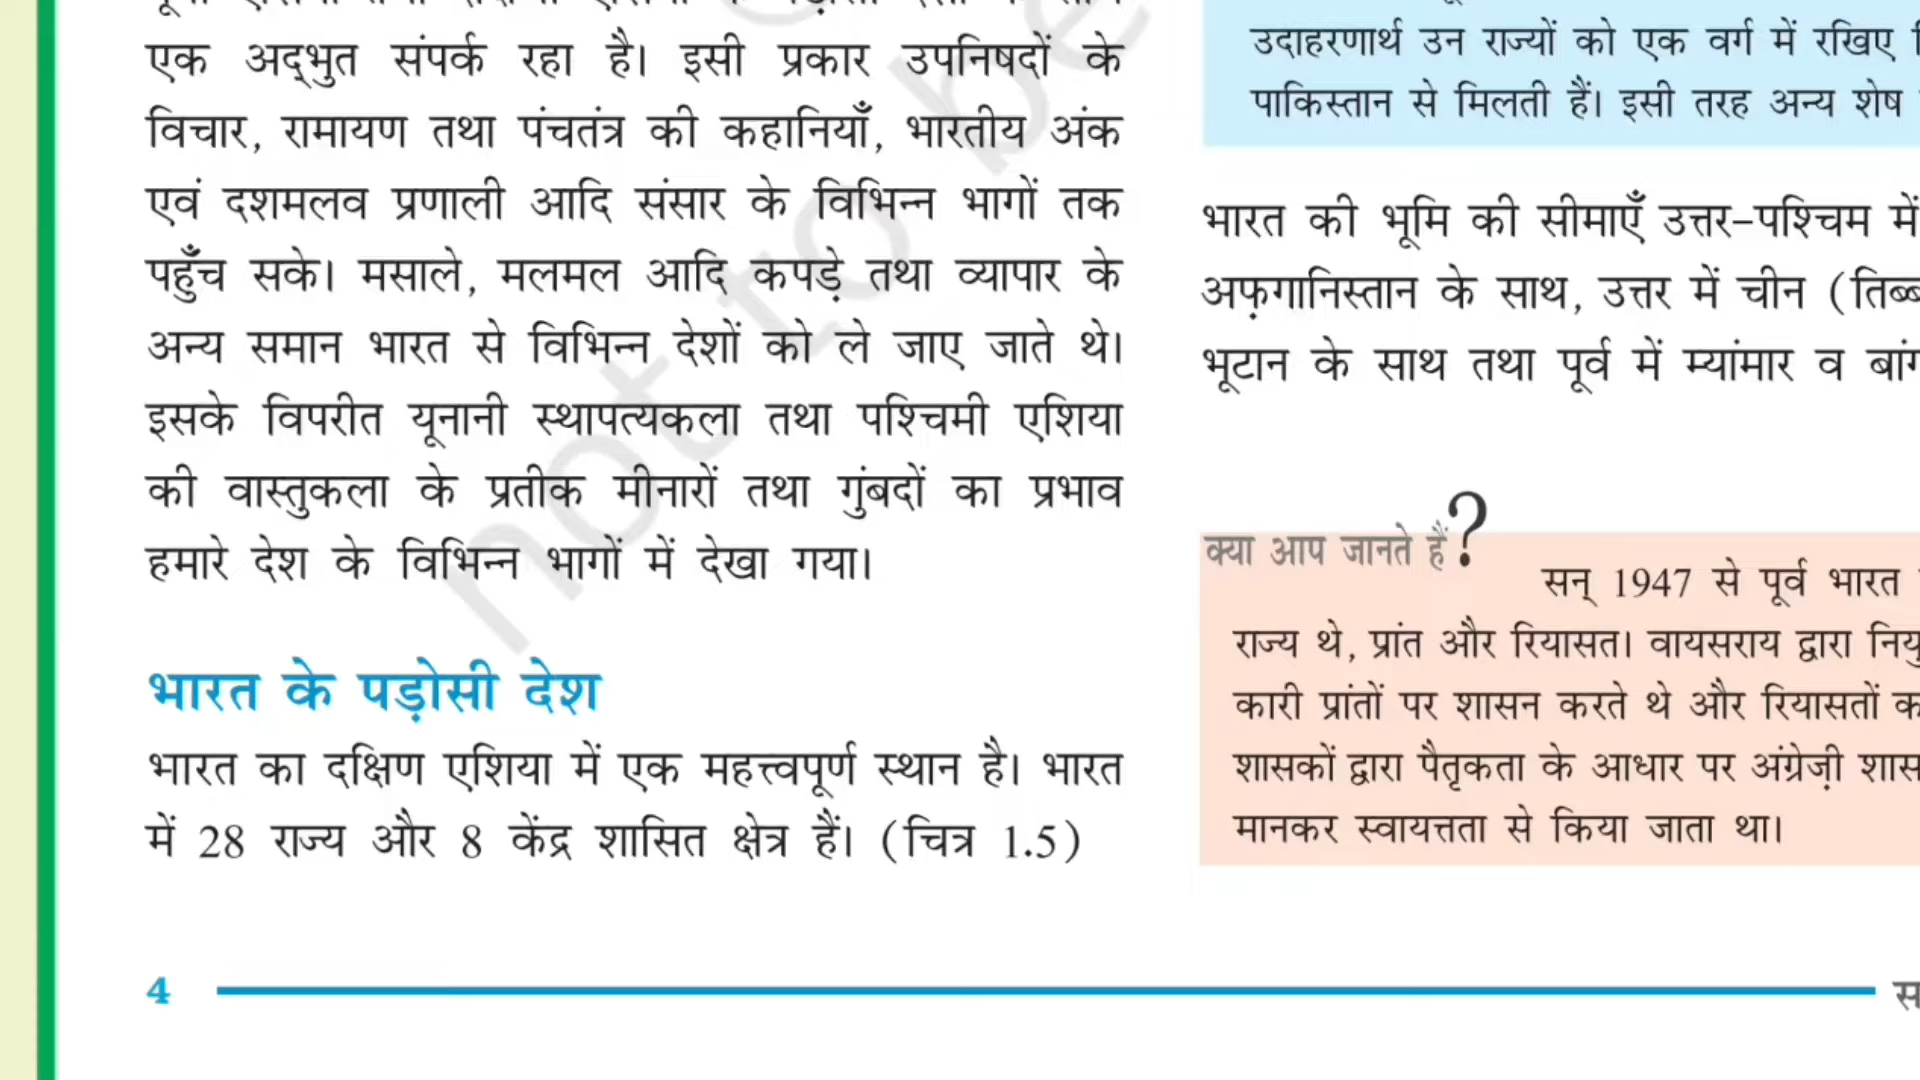 एक अद्भुत संपर्क रहा है। इसी प्रकार उपनिषदों के
विचार, रामायण तथा पंचतंत्र की कहानियाँ, भारतीय अंक
एवं दशमलव प्रणाली आदि संसार के विभिन्न भागों तक
पहुँच सके। मसाले, मलमल आदि कपड़े तथा व्यापार के
अन्य समान भारत से विभिन्न देशों को ले जाए जाते थे।
इसके विपरीत यूनानी स्थापत्यकला तथा पश्चिमी एशिया
की वास्तुकला के प्रतीक मीनारों तथा गुंबदों का प्रभाव
हमारे देश के विभिन्न भागों में देखा गया।
भारत के पड़ोसी देश
भारत का दक्षिण एशिया में एक महत्त्वपूर्ण स्थान है। भारत
में 28 राज्य और 8 केंद्र शासित क्षेत्र हैं। (चित्र 1.5)
उदाहरणार्थ उन राज्यों को एक वर्ग में रखिए
पाकिस्तान से मिलती हैं। इसी तरह अन्य शेष
भारत की भूमि की सीमाएँ उत्तर-पश्चिम में
अफ़गानिस्तान के साथ, उत्तर में चीन (तिब्ब
भूटान के साथ तथा पूर्व में म्यांमार व बांग
क्या आप जानते हैं?
सन् 1947 से पूर्व भारत
राज्य थे, प्रांत और रियासत। वायसराय द्वारा नियु
कारी प्रांतों पर शासन करते थे और रियासतों क
शासकों द्वारा पैतृकता के आधार पर अंग्रेज़ी शास
मानकर स्वायत्तता से किया जाता था।
4
not to be